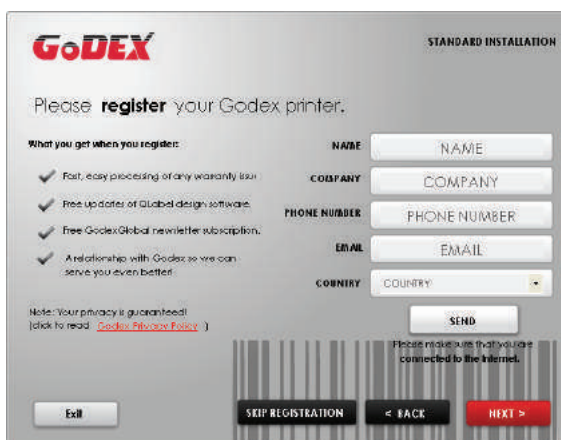 GoDEX
STANDARD INSTALLATION
Please register your Godex printer.
What you get when you register:
Fast, easy processing of any warranty issu
Free updates of QLabel design software.
Free GodexGlobal newsletter subscription.
A relationship with Godex so we can
serve you even better!
Note: Your privacy is guaranteed!
(click to read Godex Privacy Policy )
NAME NAME
COMPANY COMPANY
PHONE NUMBER PHONE NUMBER
EMAIL EMAIL
COUNTRY COUNTRY
SEND
Please make sure that you are
connected to the Internet.
Exit
SKIP REGISTRATION
< BACK
NEXT >